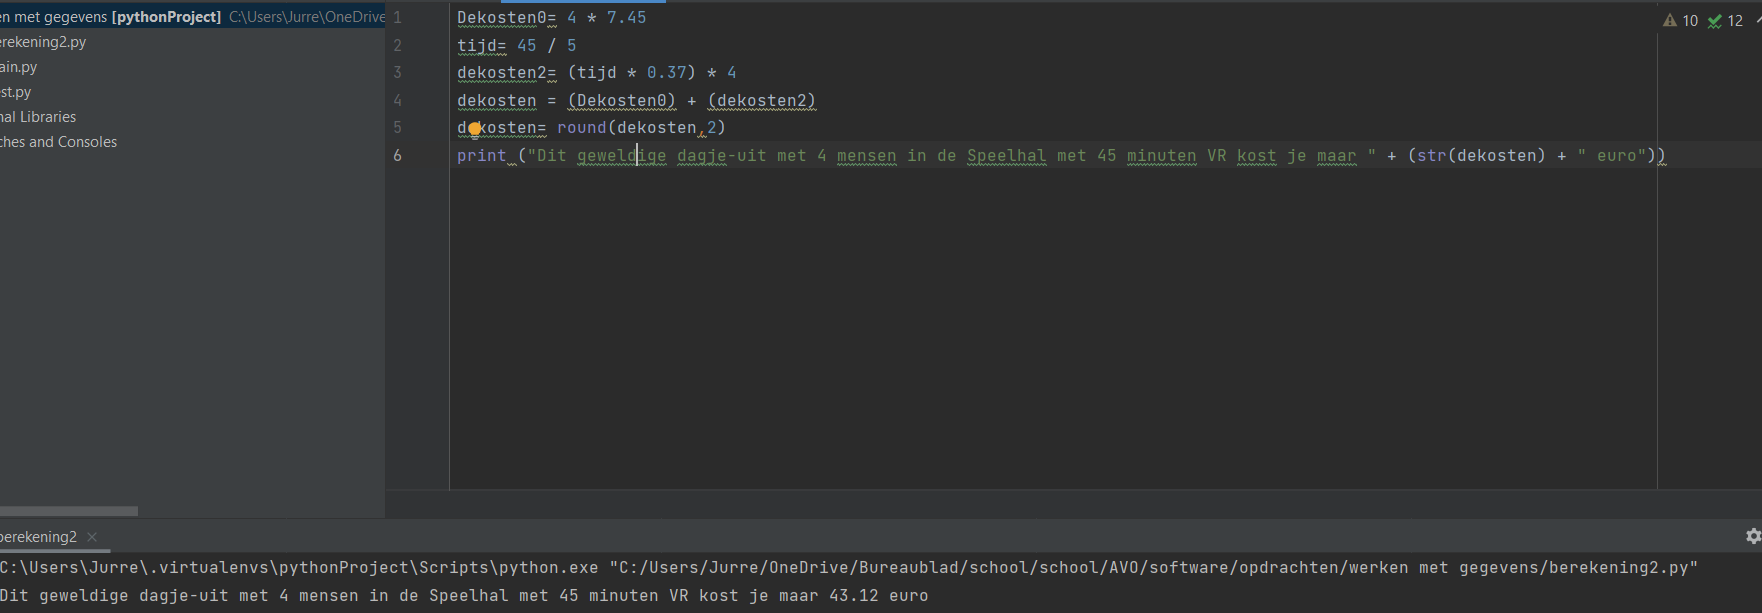 en met gegevens [pythonProject] C:\Users\Jurre\OneDrive
erekening2.py
ain.py
st.py
nal Libraries
ches and Consoles
1 Dekosten0= 4 * 7.45
2 tijd= 45 / 5
3 dekosten2= (tijd * 0.37) * 4
4 dekosten = (Dekosten0) + (dekosten2)
5 dekosten= round(dekosten,2)
6 print ("Dit geweldige dagje-uit met 4 mensen in de Speelhal met 45 minuten VR kost je maar " + (str(dekosten) + " euro"))
10 12
berekening2
C:\Users\Jurre\.virtualenvs\pythonProject\Scripts\python.exe "C:/Users/Jurre/OneDrive/Bureaublad/school/school/AVO/software/opdrachten/werken met gegevens/berekening2.py"
Dit geweldige dagje-uit met 4 mensen in de Speelhal met 45 minuten VR kost je maar 43.12 euro